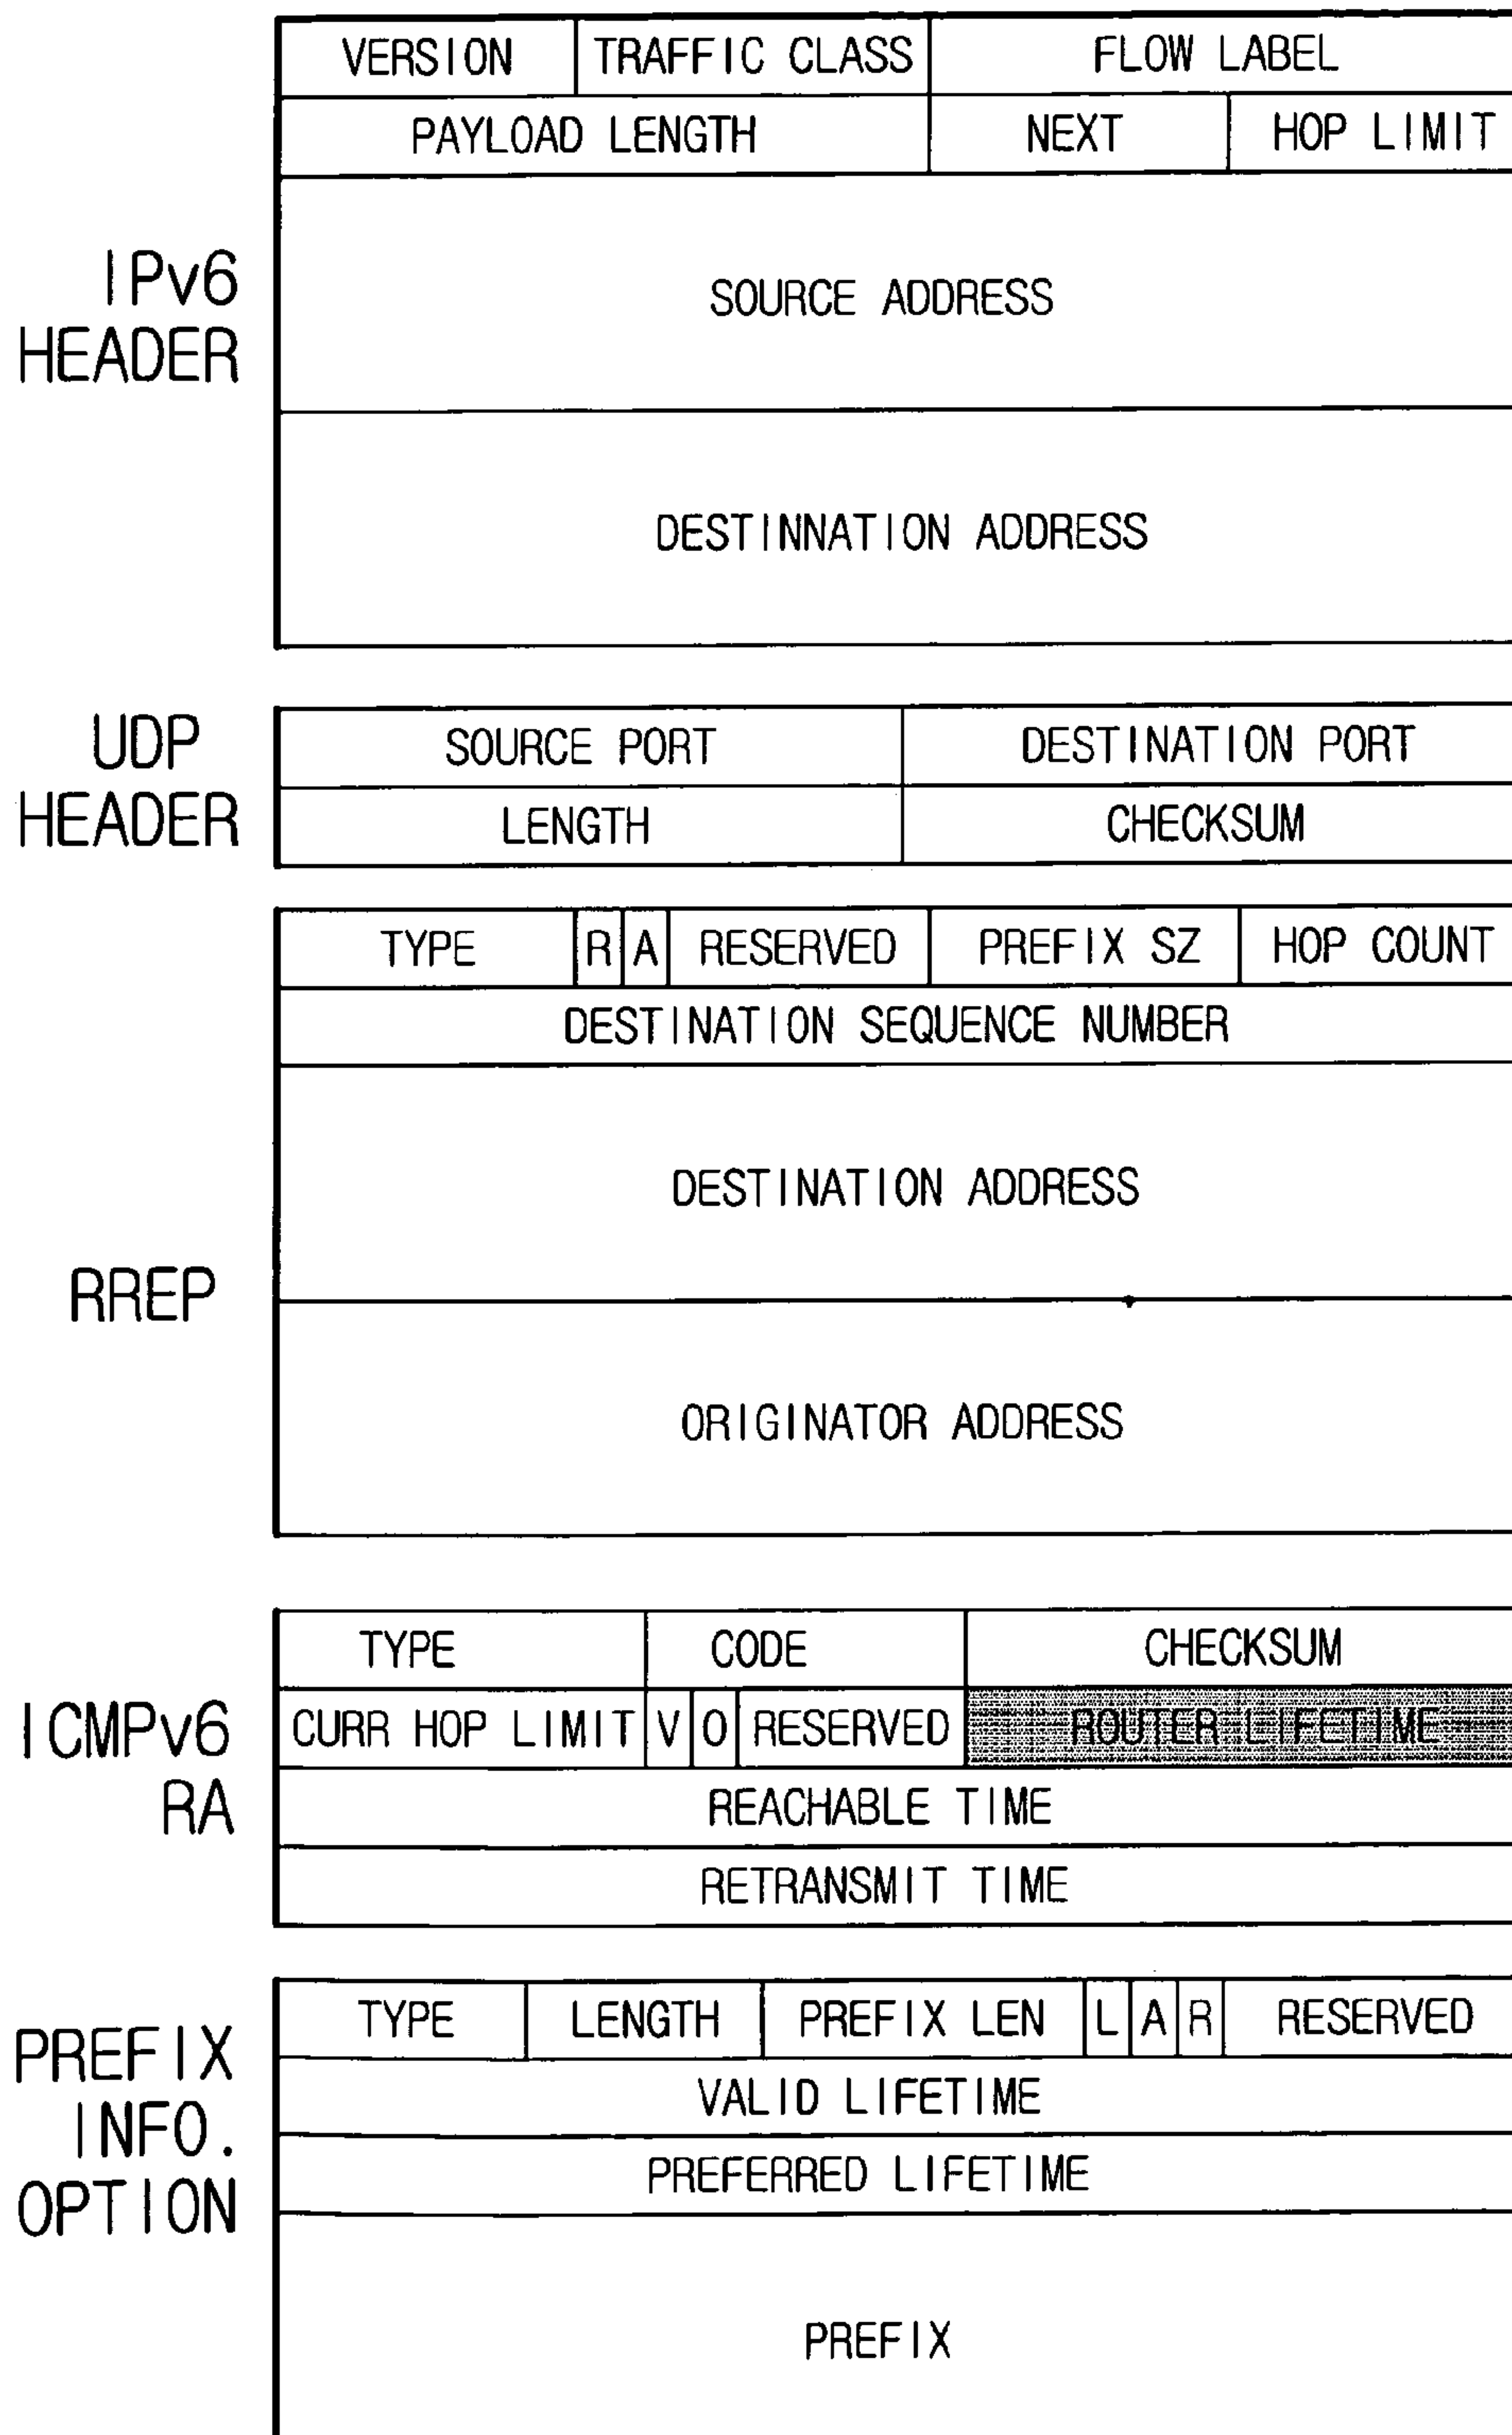 VERSION TRAFFIC CLASS FLOW LABEL
PAYLOAD LENGTH NEXT HOP LIMIT
IPv6
HEADER
SOURCE ADDRESS
DESTINNATION ADDRESS
UDP
HEADER
SOURCE PORT DESTINATION PORT
LENGTH CHECKSUM
TYPE R A RESERVED PREFIX SZ HOP COUNT
DESTINATION SEQUENCE NUMBER
DESTINATION ADDRESS
RREP
ORIGINATOR ADDRESS
TYPE CODE CHECKSUM
ICMPv6
RA
CURR HOP LIMIT V O RESERVED ROUTER LIFETIME
REACHABLE TIME
RETRANSMIT TIME
PREFIX
INFO.
OPTION
TYPE LENGTH PREFIX LEN L A R RESERVED
VALID LIFETIME
PREFERRED LIFETIME
PREFIX